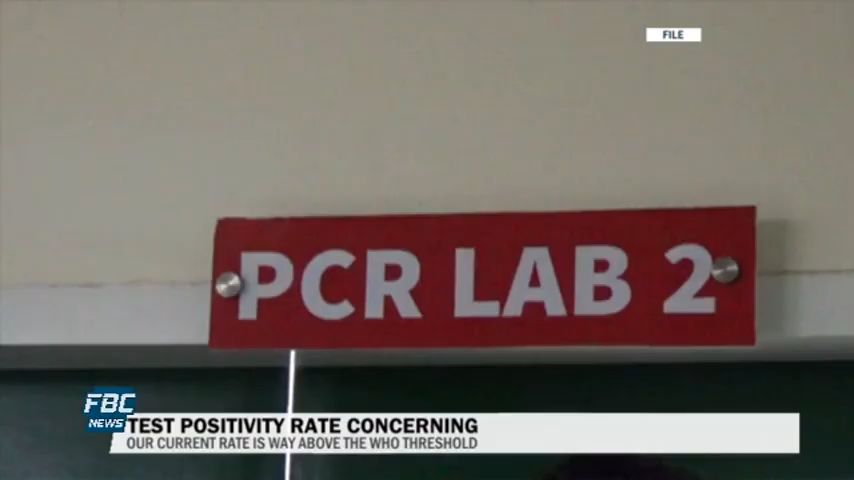 FILE
PCR LAB 2
FBC
NEWS
TEST POSITIVITY RATE CONCERNING
OUR CURRENT RATE IS WAY ABOVE THE WHO THRESHOLD